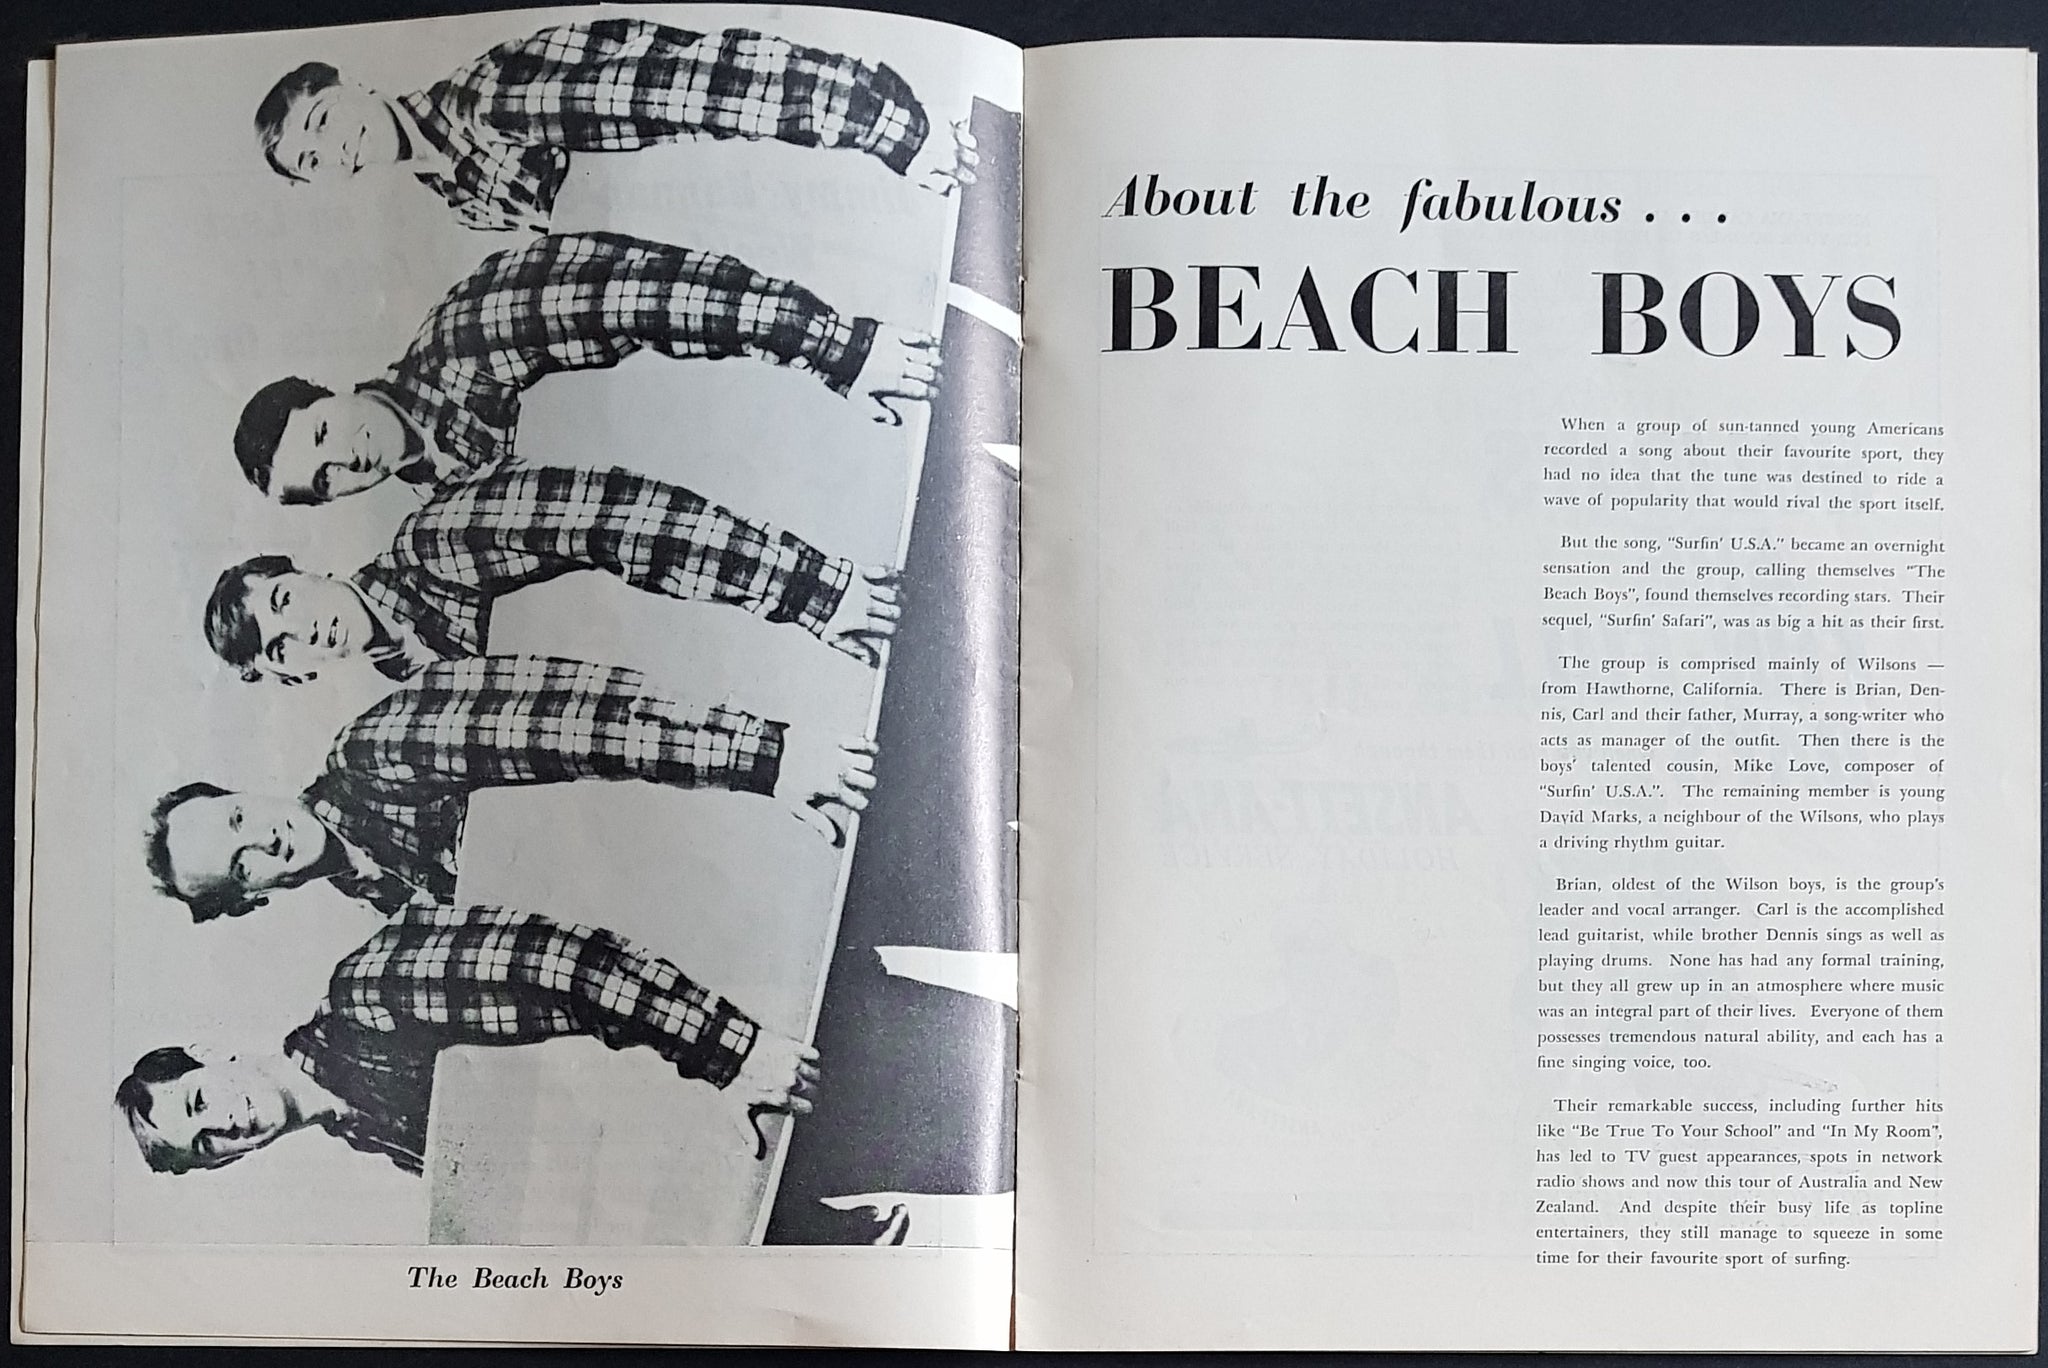 The Beach Boys
About the fabulous . . .
BEACH BOYS
When a group of sun-tanned young Americans
recorded a song about their favourite sport, they
had no idea that the tune was destined to ride a
wave of popularity that would rival the sport itself.
But the song, "Surfin' U.S.A." became an overnight
sensation and the group, calling themselves "The
Beach Boys", found themselves recording stars. Their
sequel, "Surfin' Safari", was as big a hit as their first.
The group is comprised mainly of Wilsons —
from Hawthorne, California. There is Brian, Den-
nis, Carl and their father, Murray, a song-writer who
acts as manager of the outfit. Then there is the
boys' talented cousin, Mike Love, composer of
"Surfin' U.S.A.". The remaining member is young
David Marks, a neighbour of the Wilsons, who plays
a driving rhythm guitar.
Brian, oldest of the Wilson boys, is the group's
leader and vocal arranger. Carl is the accomplished
lead guitarist, while brother Dennis sings as well as
playing drums. None has had any formal training,
but they all grew up in an atmosphere where music
was an integral part of their lives. Everyone of them
possesses tremendous natural ability, and each has a
fine singing voice, too.
Their remarkable success, including further hits
like "Be True To Your School" and "In My Room",
has led to TV guest appearances, spots in network
radio shows and now this tour of Australia and New
Zealand. And despite their busy life as topline
entertainers, they still manage to squeeze in some
time for their favourite sport of surfing.